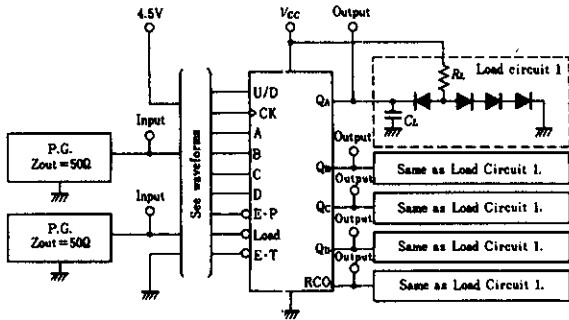 4.5V
VCC
Output
Input
P.G.
Zout=50Ω
Input
P.G.
Zout=50Ω
See waveforms
U/D
CK
A
B
C
D
E·P
Load
E·T
QA
QB
QC
QD
RCO
RL
Load circuit 1
CL
Output
Same as Load Circuit 1.
Output
Same as Load Circuit 1.
Output
Same as Load Circuit 1.
Output
Same as Load Circuit 1.